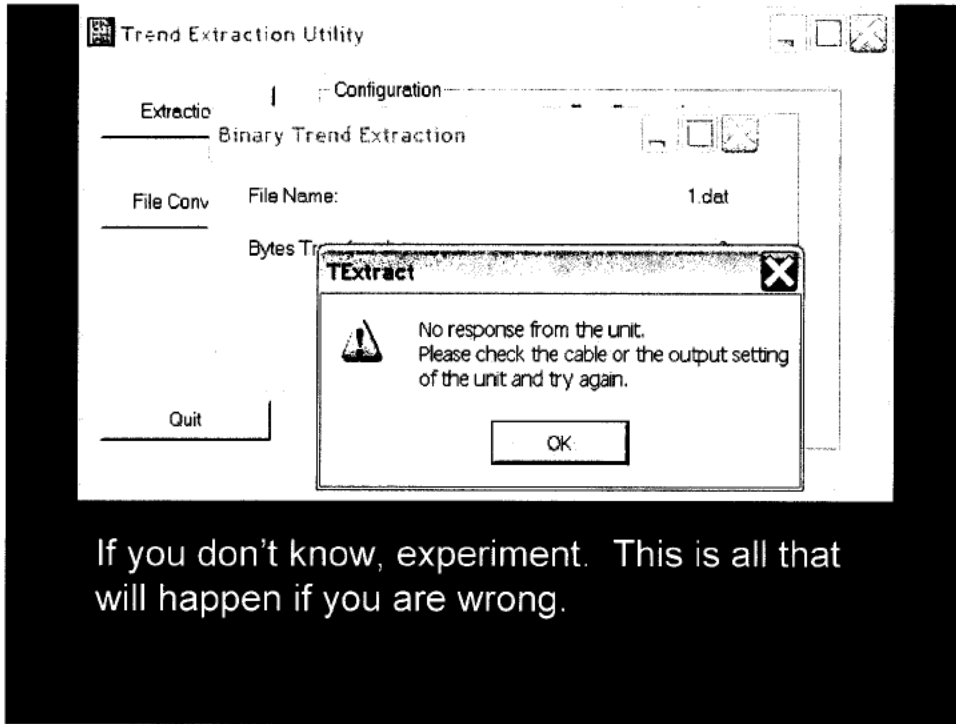 Trend Extraction Utility
Configuration
Extractio
Binary Trend Extraction
File Conv
File Name: 1.dat
Bytes Tr
TExtract
No response from the unit.
Please check the cable or the output setting
of the unit and try again.
Quit
OK
If you don't know, experiment. This is all that
will happen if you are wrong.